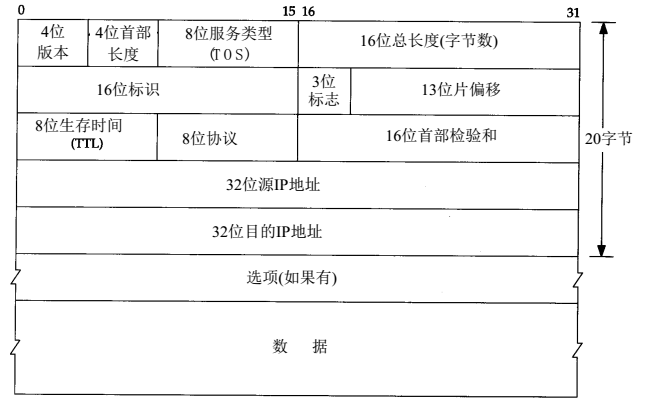 0 15 16 31
4位 4位首部 8位服务类型
版本 长度 (TOS) 16位总长度(字节数)
16位标识 3位 13位片偏移
标志
8位生存时间 8位协议 16位首部检验和
(TTL)
20字节
32位源IP地址
32位目的IP地址
选项(如果有)
数 据